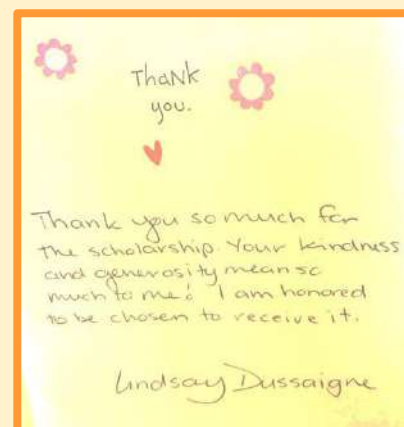 Thank
you.
Thank you so much for
the scholarship. Your kindness
and generosity mean so
much to me! I am honored
to be chosen to receive it.
Lindsay Dussaigne